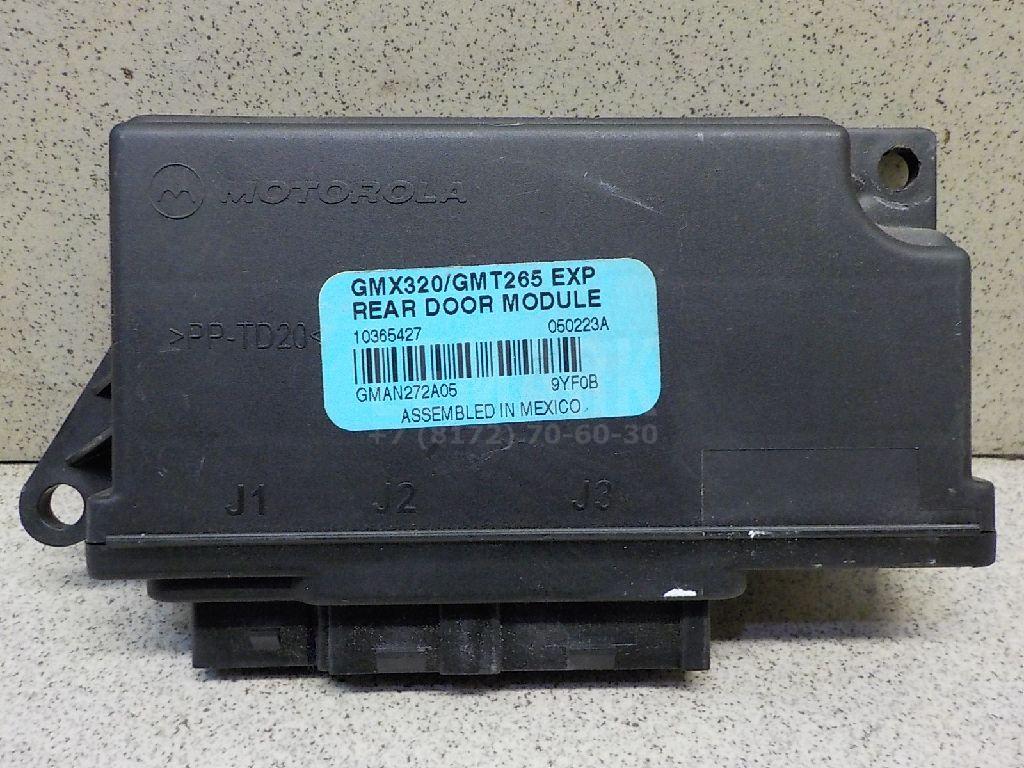 MOTOROLA
GMX320/GMT265 EXP
REAR DOOR MODULE
10365427 050223A
>PP-TD20<
GMAN272A05 9YF0B
ASSEMBLED IN MEXICO
+7 (8172) 70-60-30
J1 J2 J3